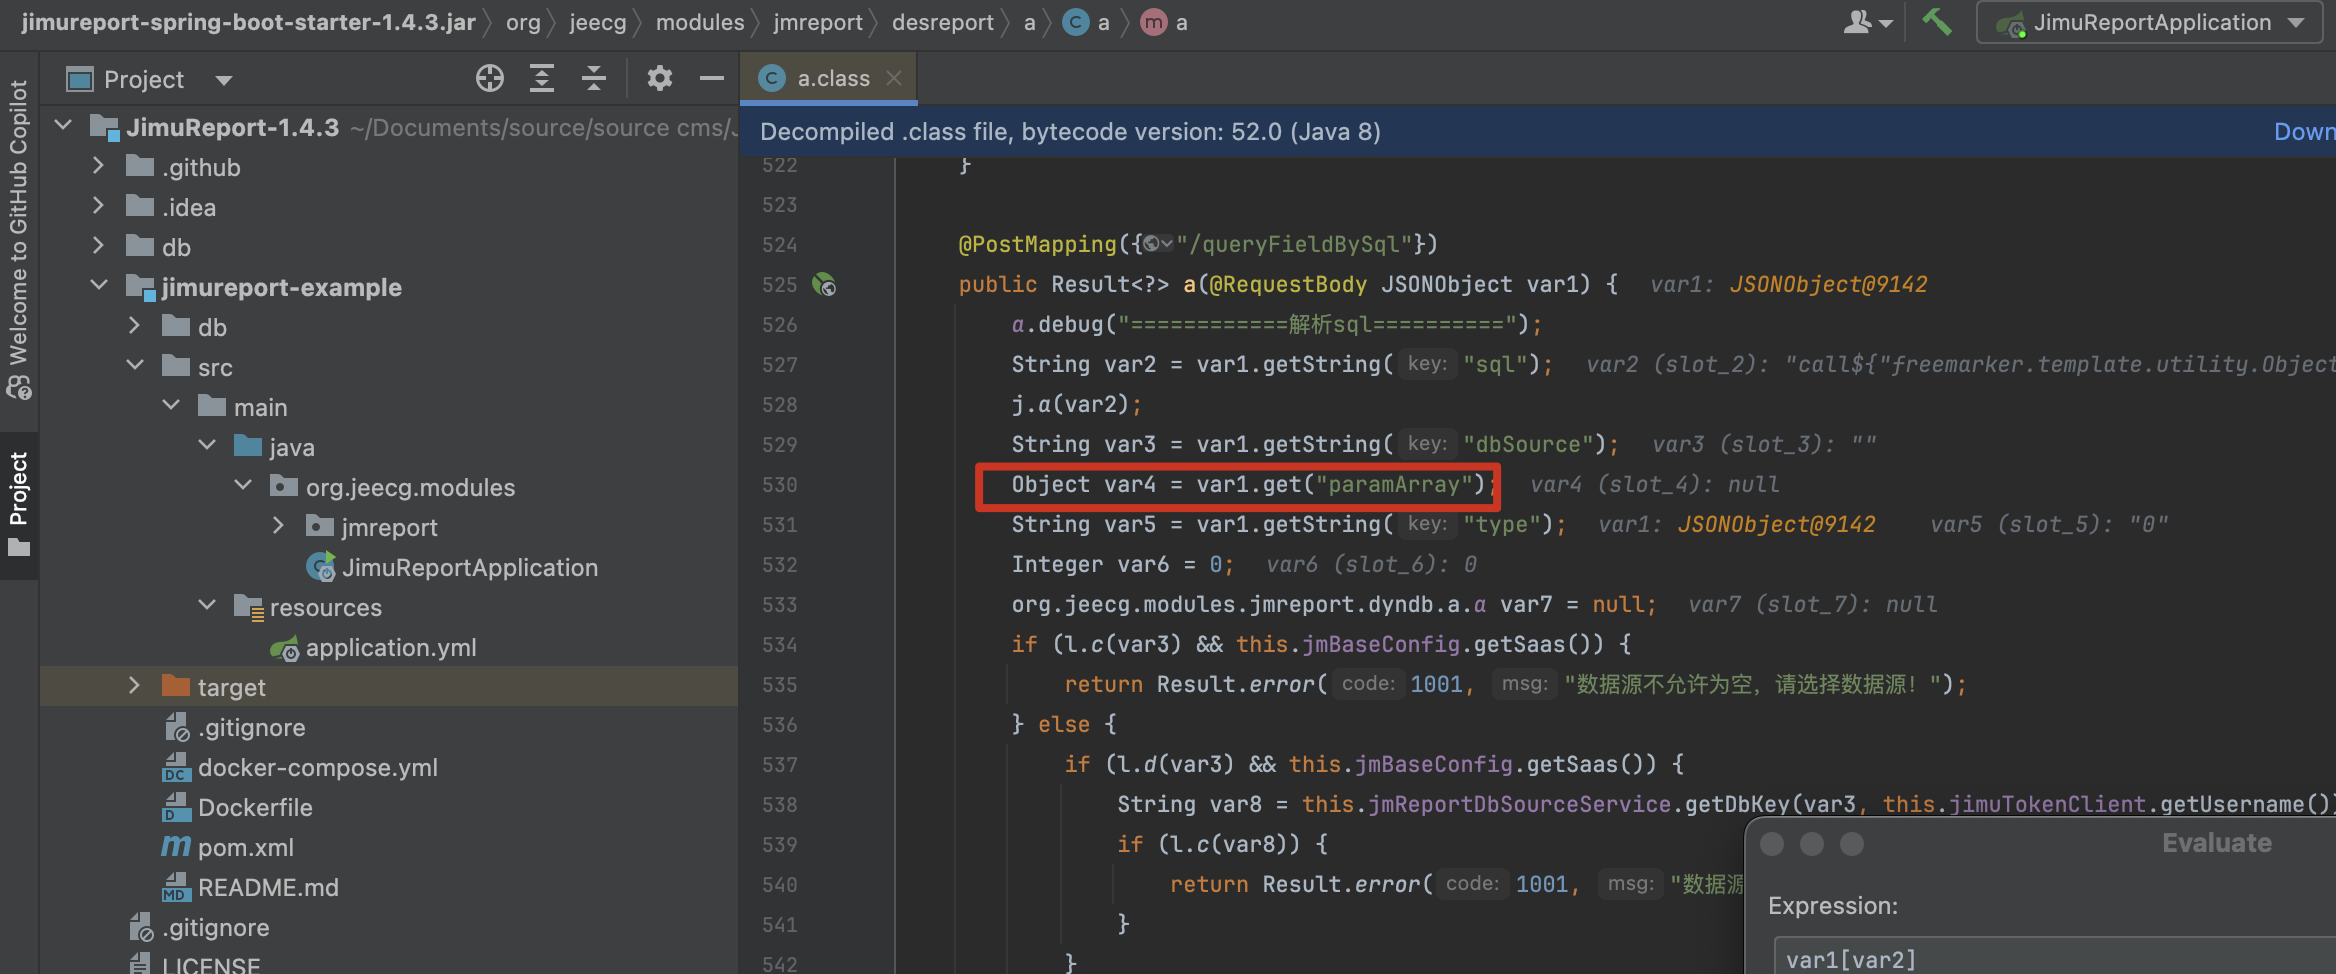 jimureport-spring-boot-starter-1.4.3.jar org jeecg modules jmreport desreport a C a m a JimuReportApplication
Welcome to GitHub Copilot
Project
Project
JimuReport-1.4.3 ~/Documents/source/source cms/J
.github
.idea
db
jimureport-example
db
src
main
java
org.jeecg.modules
jmreport
JimuReportApplication
resources
application.yml
target
.gitignore
docker-compose.yml
Dockerfile
pom.xml
README.md
.gitignore
LICENSE
a.class
Decompiled .class file, bytecode version: 52.0 (Java 8) Down
522 }
523
524 @PostMapping({"/queryFieldBySql"})
525 public Result<?> a(@RequestBody JSONObject var1) { var1: JSONObject@9142
526 a.debug("============解析sql==========");
527 String var2 = var1.getString( key: "sql"); var2 (slot_2): "call${"freemarker.template.utility.Object
528 j.a(var2);
529 String var3 = var1.getString( key: "dbSource"); var3 (slot_3): ""
530 Object var4 = var1.get("paramArray"); var4 (slot_4): null
531 String var5 = var1.getString( key: "type"); var1: JSONObject@9142 var5 (slot_5): "0"
532 Integer var6 = 0; var6 (slot_6): 0
533 org.jeecg.modules.jmreport.dyndb.a.a var7 = null; var7 (slot_7): null
534 if (l.c(var3) && this.jmBaseConfig.getSaas()) {
535 return Result.error( code: 1001, msg: "数据源不允许为空，请选择数据源！");
536 } else {
537 if (l.d(var3) && this.jmBaseConfig.getSaas()) {
538 String var8 = this.jmReportDbSourceService.getDbKey(var3, this.jimuTokenClient.getUsername())
539 if (l.c(var8)) {
540 return Result.error( code: 1001, msg: "数据源
541 }
542 }
Evaluate
Expression:
var1[var2]